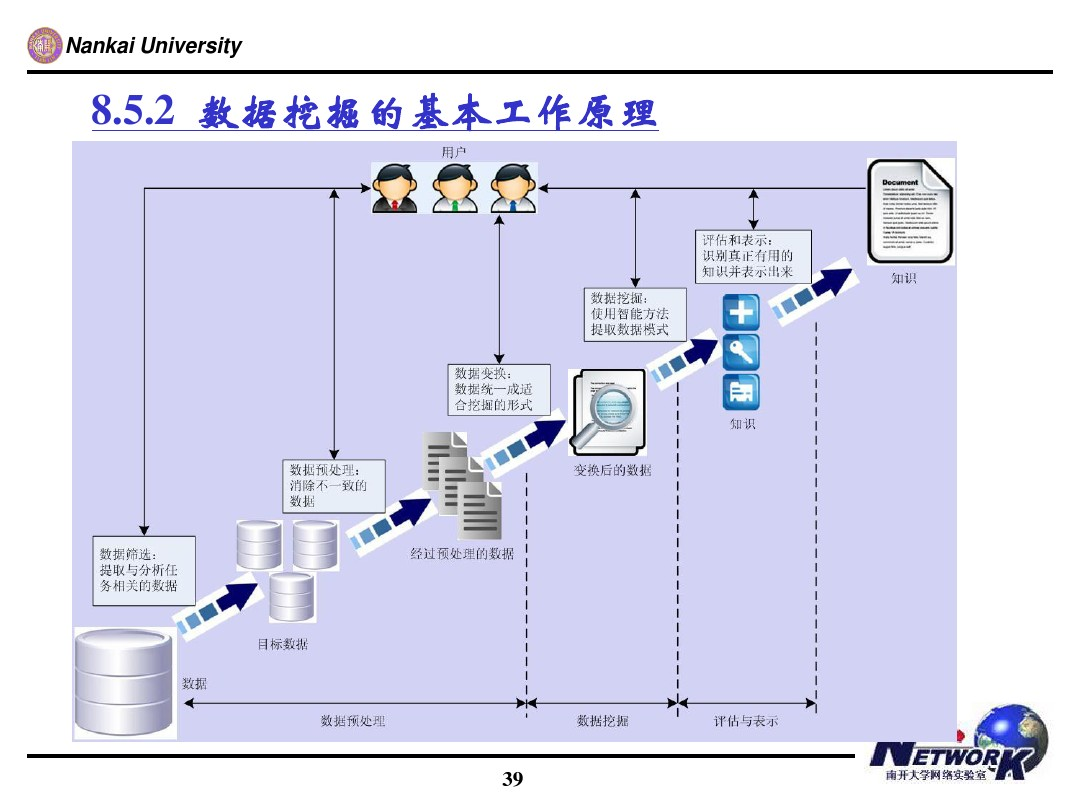 Nankai University
8.5.2 数据挖掘的基本工作原理
用户
Document
知识
评估和表示：
识别真正有用的
知识并表示出来
数据挖掘：
使用智能方法
提取数据模式
知识
数据变换：
数据统一成适
合挖掘的形式
变换后的数据
数据预处理：
消除不一致的
数据
经过预处理的数据
数据筛选：
提取与分析任
务相关的数据
目标数据
数据
数据预处理
数据挖掘
评估与表示
NETWORK
南开大学网络实验室
39